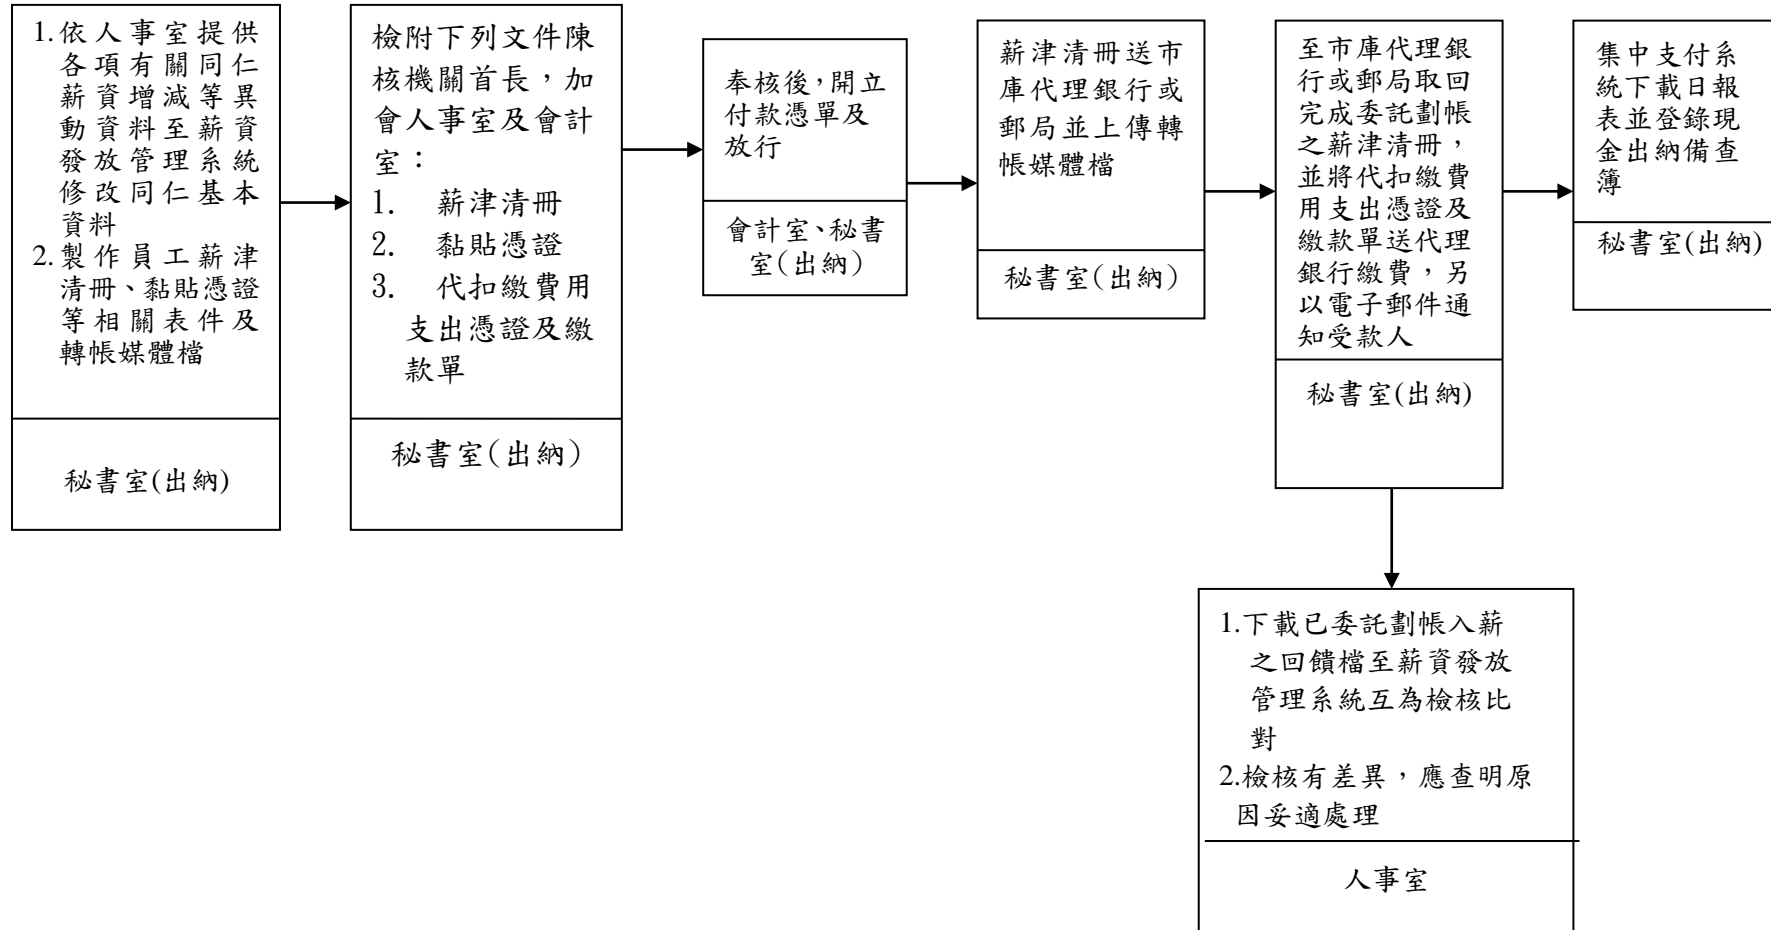 1.依人事室提供
各項有關同仁
薪資增減等異
動資料至薪資
發放管理系統
修改同仁基本
資料
2.製作員工薪津
清冊、黏貼憑證
等相關表件及
轉帳媒體檔
秘書室(出納)
檢附下列文件陳
核機關首長，加
會人事室及會計
室：
1. 薪津清冊
2. 黏貼憑證
3. 代扣繳費用
支出憑證及繳
款單
秘書室(出納)
奉核後，開立
付款憑單及
放行
會計室、秘書
室(出納)
薪津清冊送市
庫代理銀行或
郵局並上傳轉
帳媒體檔
秘書室(出納)
至市庫代理銀
行或郵局取回
完成委託劃帳
之薪津清冊，
並將代扣繳費
用支出憑證及
繳款單送代理
銀行繳費，另
以電子郵件通
知受款人
秘書室(出納)
集中支付系
統下載日報
表並登錄現
金出納備查
簿
秘書室(出納)
1.下載已委託劃帳入薪
之回饋檔至薪資發放
管理系統互為檢核比
對
2.檢核有差異，應查明原
因妥適處理
人事室